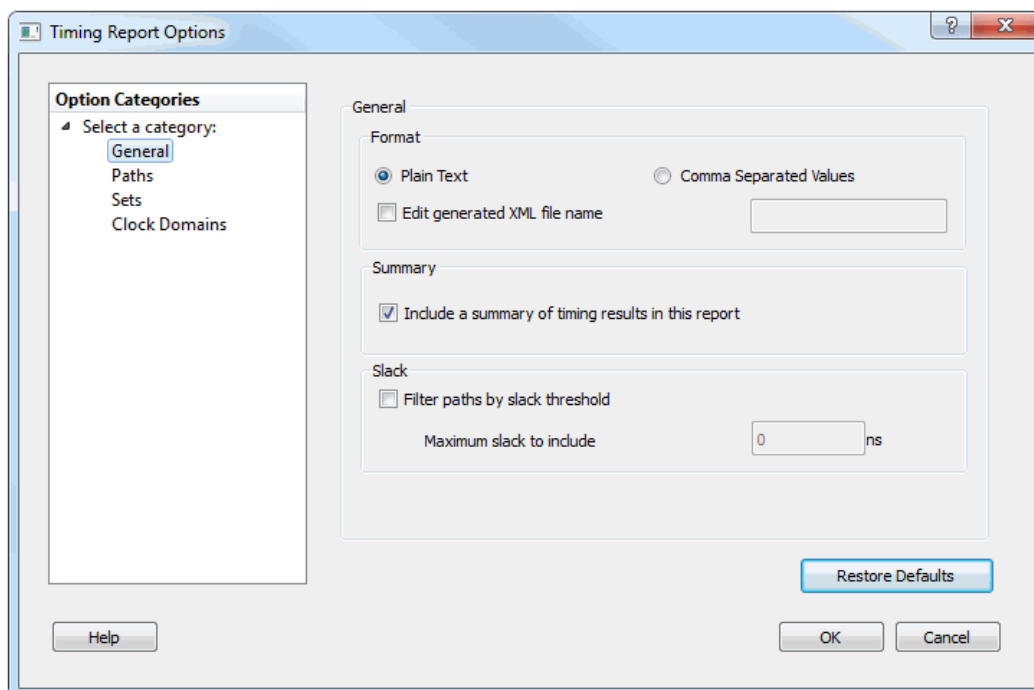 Timing Report Options
Option Categories
Select a category:
General
Paths
Sets
Clock Domains
General
Format
Plain Text
Comma Separated Values
Edit generated XML file name
Summary
Include a summary of timing results in this report
Slack
Filter paths by slack threshold
Maximum slack to include
0
ns
Restore Defaults
Help
OK
Cancel